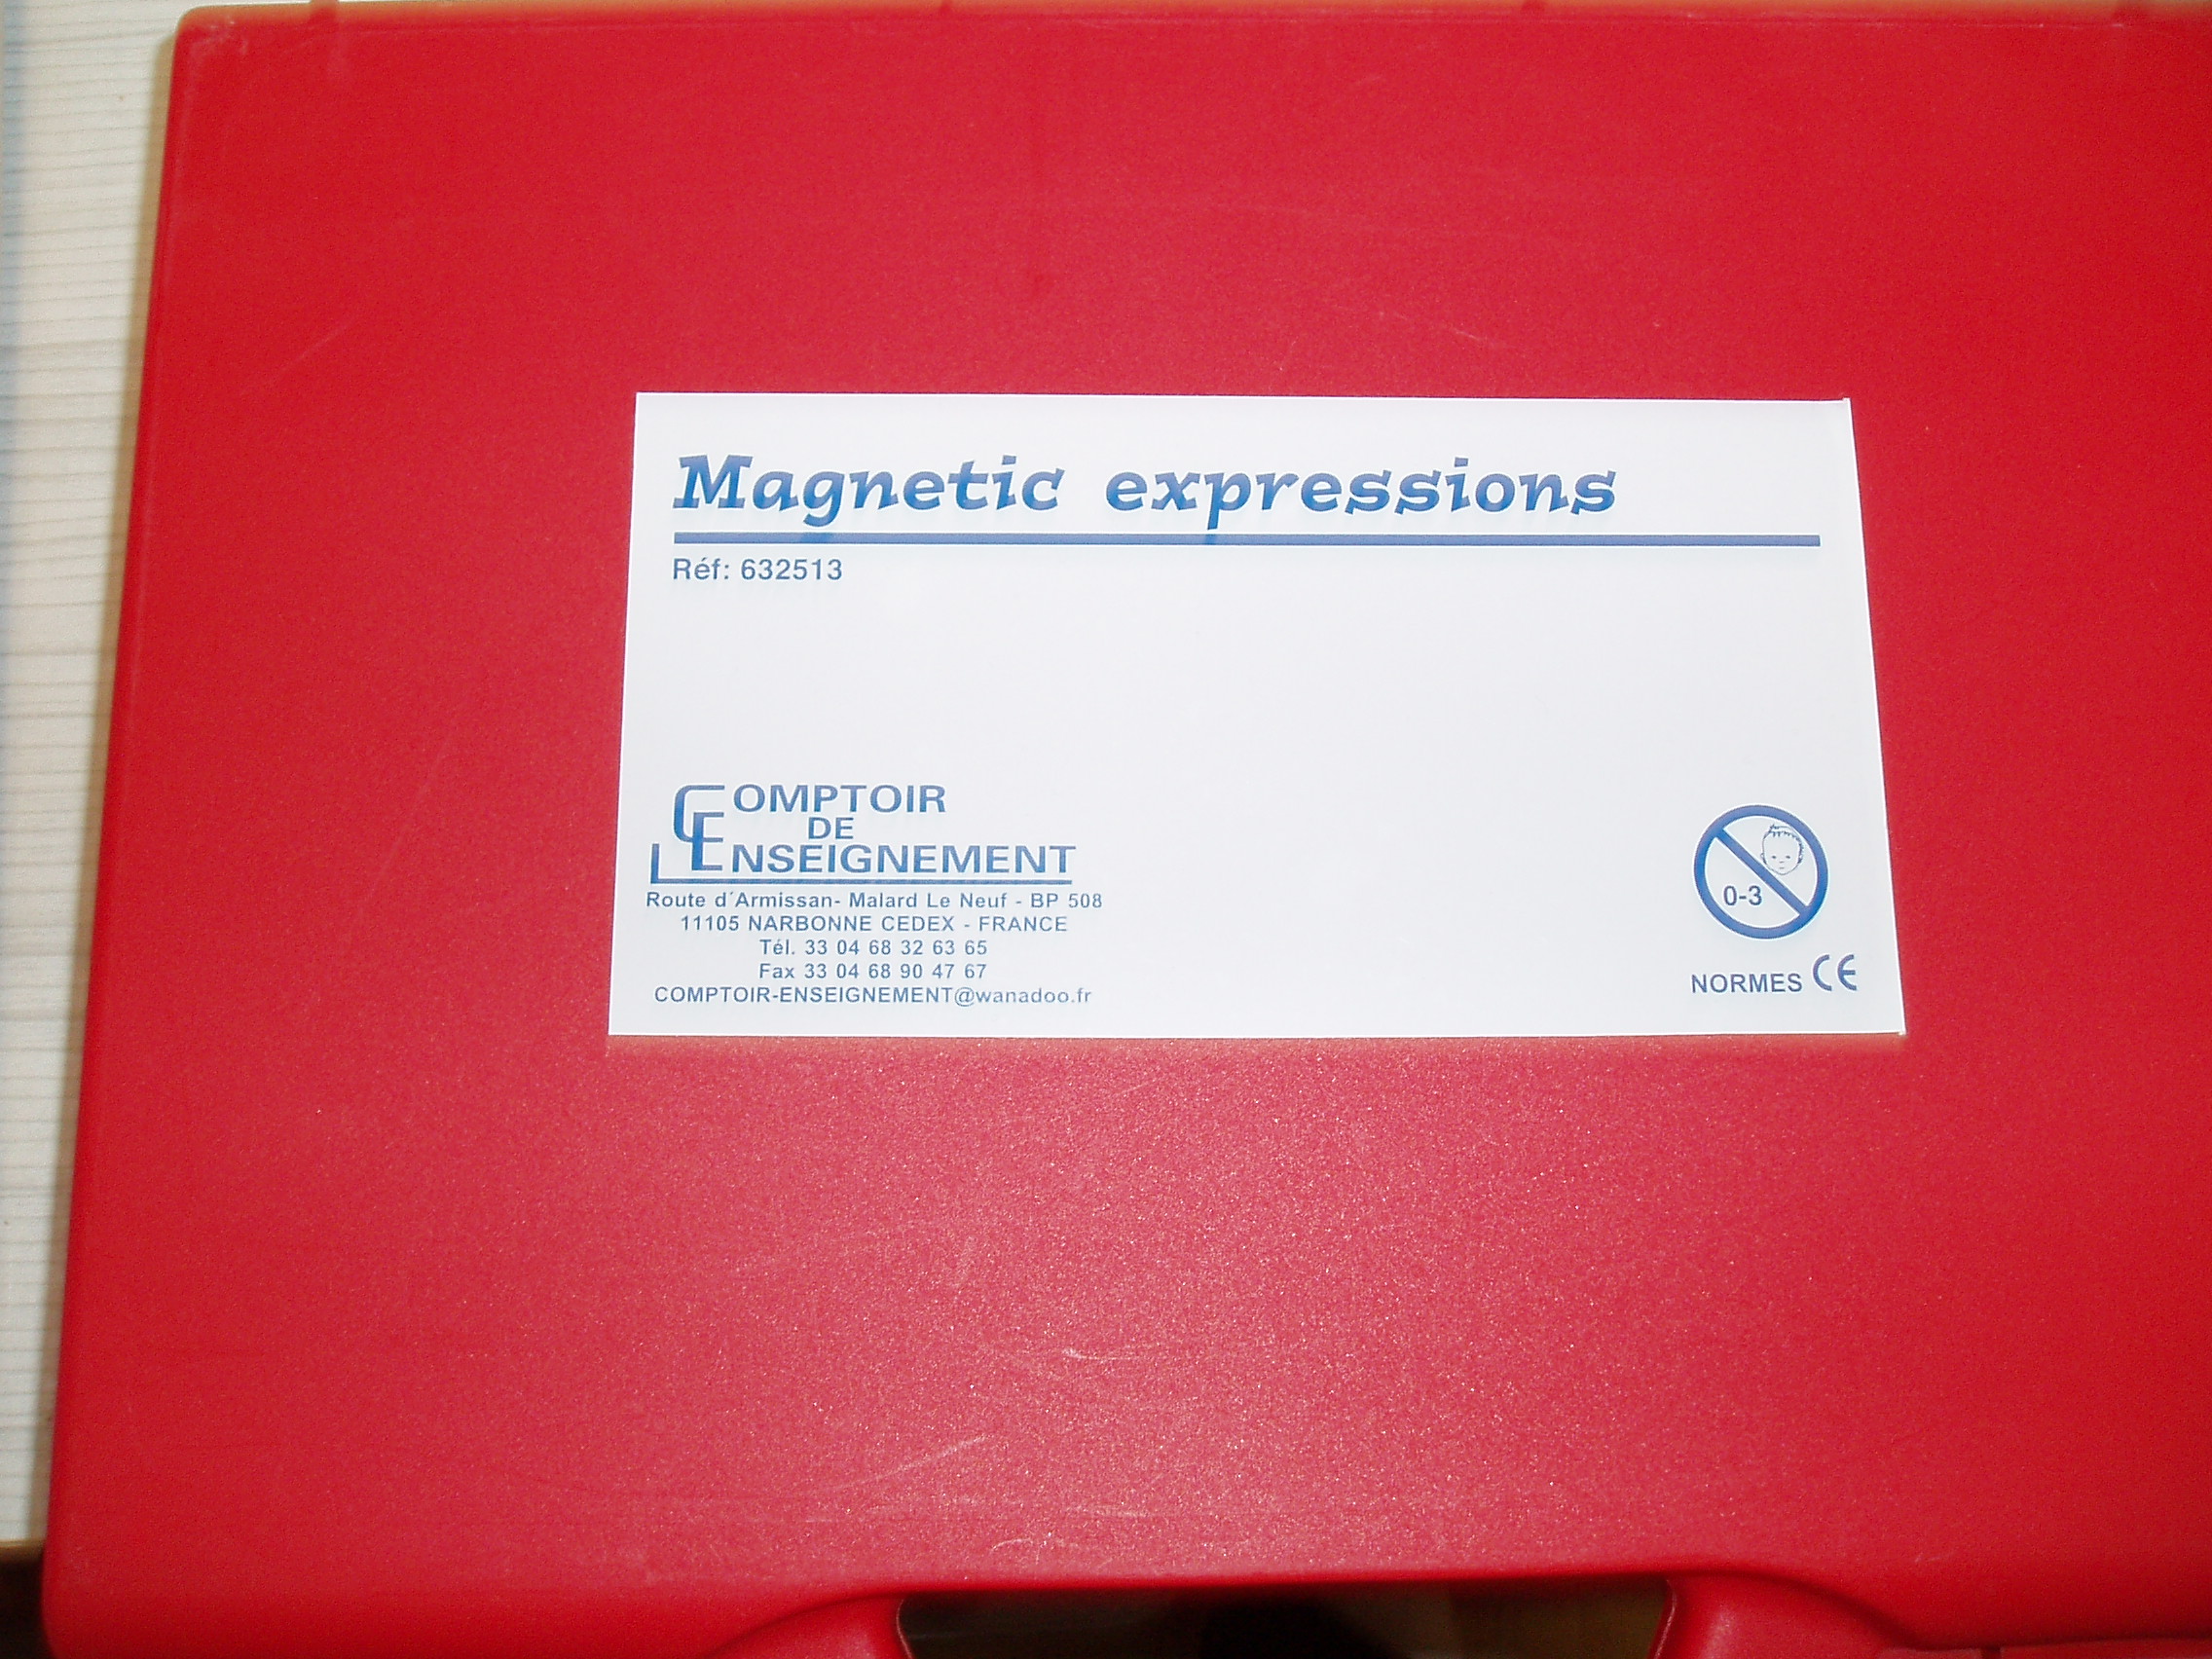 Magnetic expressions
Réf: 632513
COMPTOIR
DE
L ENSEIGNEMENT
Route d´Armissan- Malard Le Neuf - BP 508
11105 NARBONNE CEDEX - FRANCE
Tél. 33 04 68 32 63 65
Fax 33 04 68 90 47 67
COMPTOIR-ENSEIGNEMENT@wanadoo.fr
0-3
NORMES CE